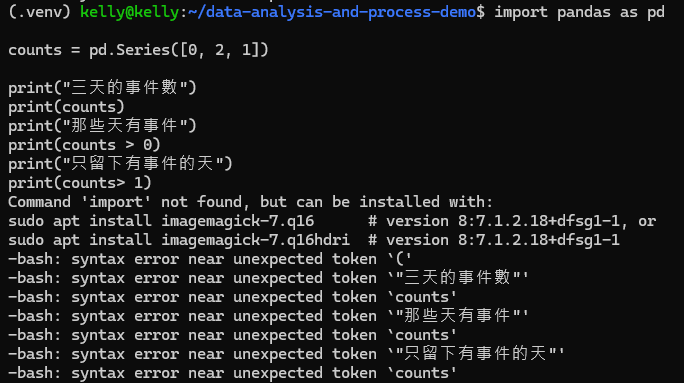 (.venv) kelly@kelly:~/data-analysis-and-process-demo$ import pandas as pd
counts = pd.Series([0, 2, 1])
print("三天的事件數")
print(counts)
print("那些天有事件")
print(counts > 0)
print("只留下有事件的天")
print(counts> 1)
Command 'import' not found, but can be installed with:
sudo apt install imagemagick-7.q16      # version 8:7.1.2.18+dfsg1-1, or
sudo apt install imagemagick-7.q16hdri  # version 8:7.1.2.18+dfsg1-1
-bash: syntax error near unexpected token `('
-bash: syntax error near unexpected token `"三天的事件數"'
-bash: syntax error near unexpected token `counts'
-bash: syntax error near unexpected token `"那些天有事件"'
-bash: syntax error near unexpected token `counts'
-bash: syntax error near unexpected token `"只留下有事件的天"'
-bash: syntax error near unexpected token `counts'